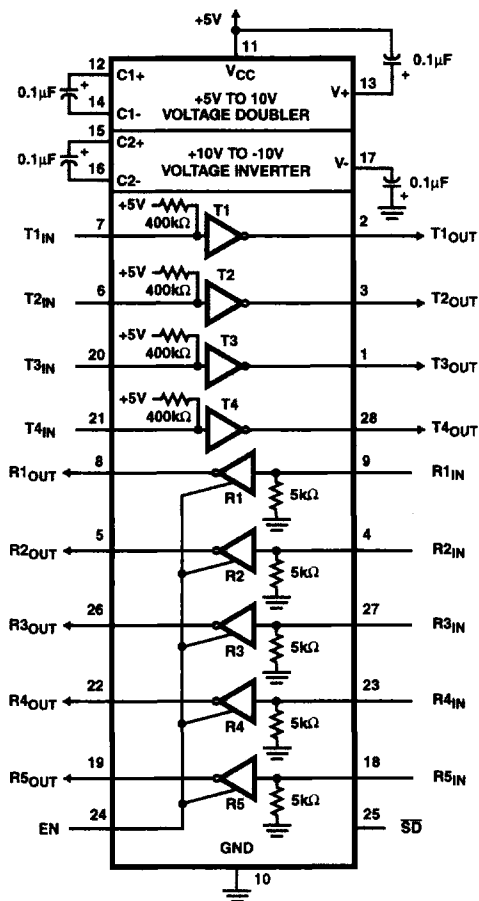 +5V
11
12
C1+
VCC
0.1µF
+
+5V TO 10V
VOLTAGE DOUBLER
V+
13
+
0.1µF
14
C1-
15
C2+
0.1µF
+
+10V TO -10V
VOLTAGE INVERTER
V-
17
16
C2-
+
0.1µF
+5V
400kΩ
T1
T1IN
7
2
T1OUT
+5V
400kΩ
T2
T2IN
6
3
T2OUT
+5V
400kΩ
T3
T3IN
20
1
T3OUT
+5V
400kΩ
T4
T4IN
21
28
T4OUT
R1OUT
8
9
R1IN
R1
5kΩ
R2OUT
5
4
R2IN
R2
5kΩ
R3OUT
26
27
R3IN
R3
5kΩ
R4OUT
22
23
R4IN
R4
5kΩ
R5OUT
19
18
R5IN
R5
5kΩ
EN
24
25
S̅D̅
GND
10